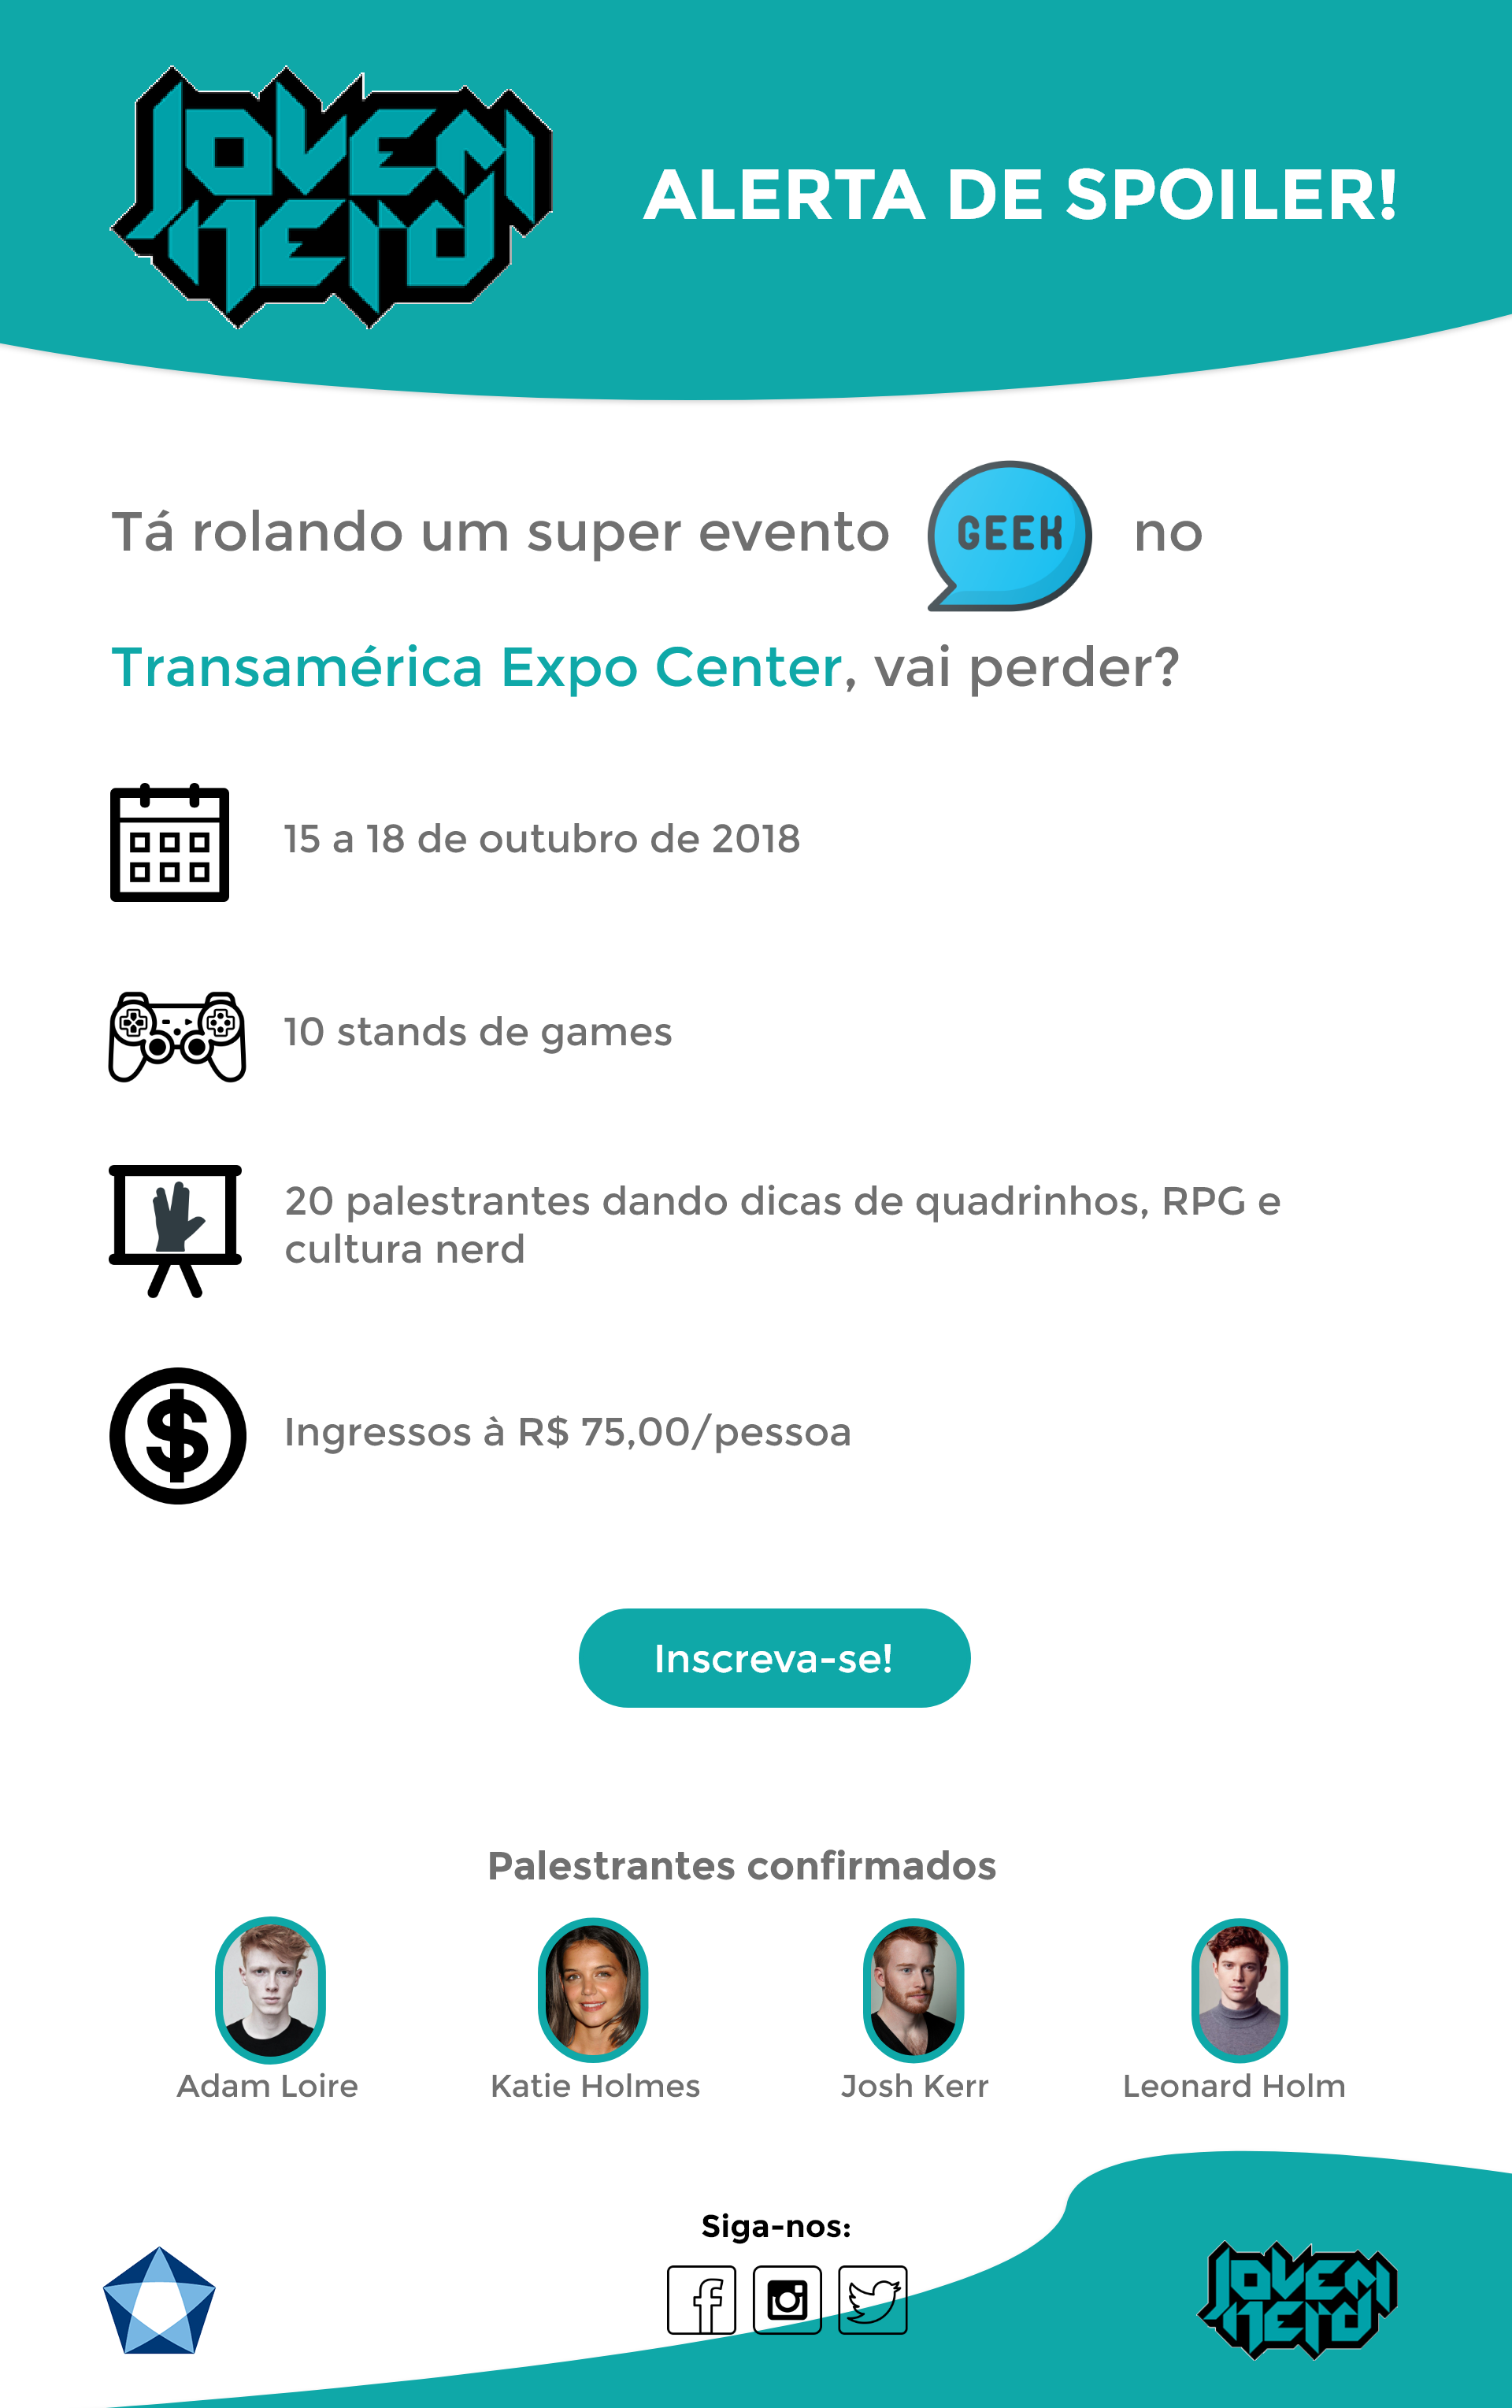 JOVEM
NERD
ALERTA DE SPOILER!
Tá rolando um super evento GEEK no
Transamérica Expo Center, vai perder?
15 a 18 de outubro de 2018
10 stands de games
20 palestrantes dando dicas de quadrinhos, RPG e
cultura nerd
Ingressos à R$ 75,00/pessoa
Inscreva-se!
Palestrantes confirmados
Adam Loire
Katie Holmes
Josh Kerr
Leonard Holm
Siga-nos:
JOVEM
NERD